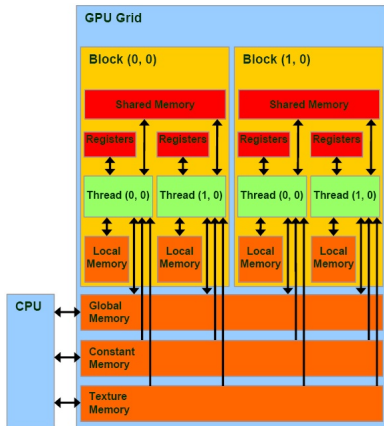 GPU Grid
Block (0, 0)
Shared Memory
Registers
Registers
Thread (0, 0)
Thread (1, 0)
Local
Memory
Local
Memory
Block (1, 0)
Shared Memory
Registers
Registers
Thread (0, 0)
Thread (1, 0)
Local
Memory
Local
Memory
CPU
Global
Memory
Constant
Memory
Texture
Memory